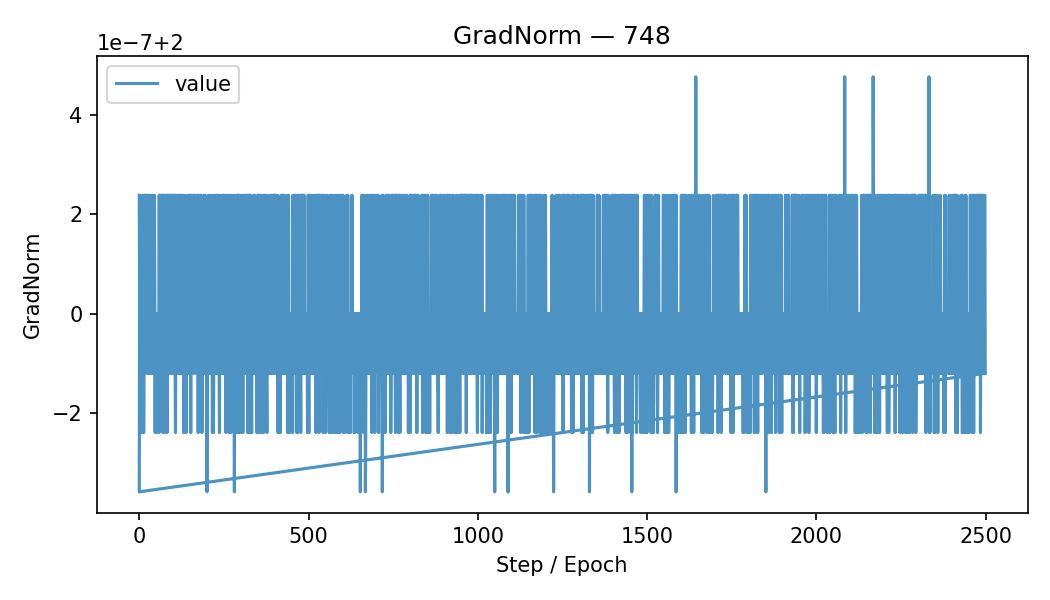 GradNorm — 748
1e−7+2
value
4
2
0
−2
GradNorm
0 500 1000 1500 2000 2500
Step / Epoch